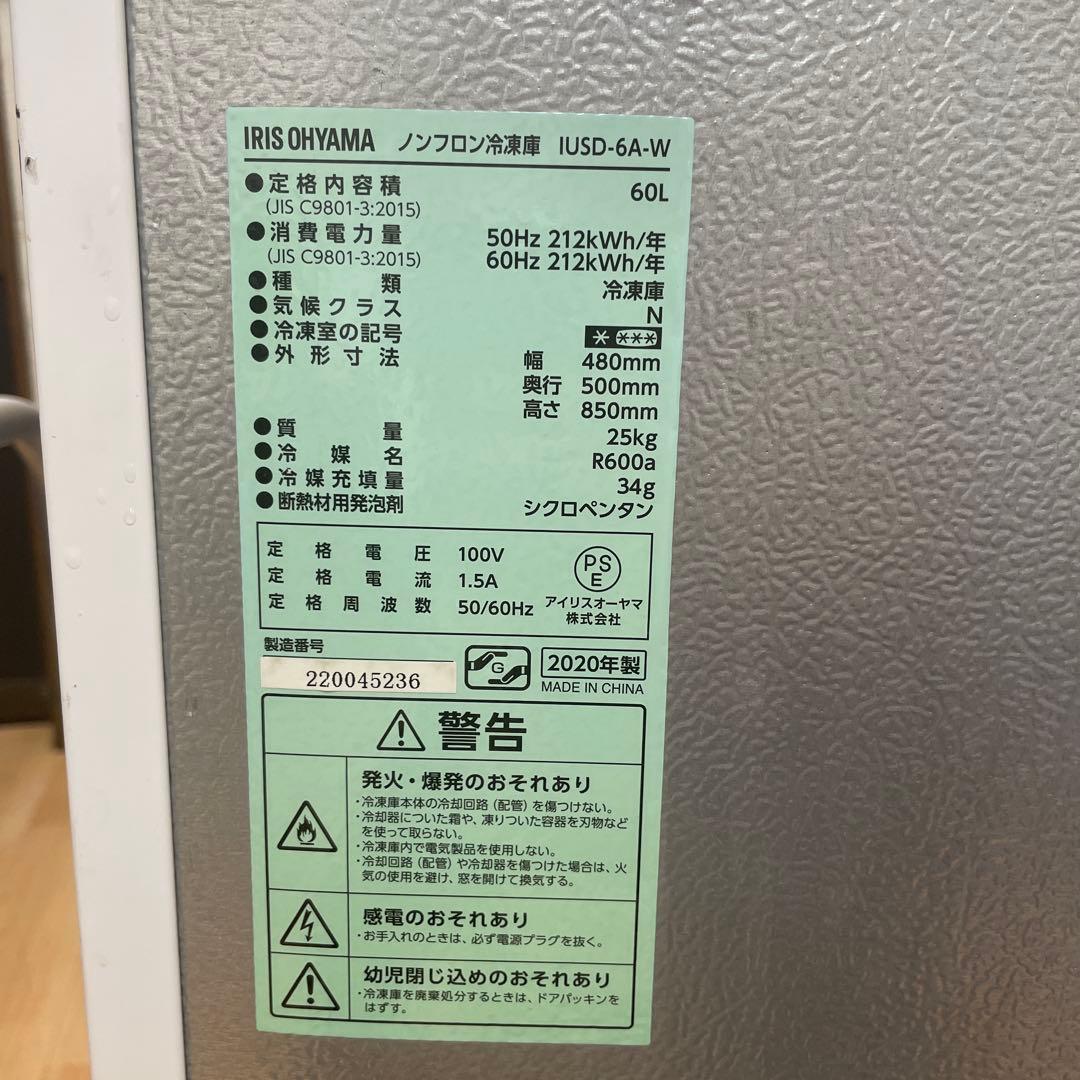 IRIS OHYAMA ノンフロン冷凍庫 IUSD-6A-W
●定格内容積 60L
(JIS C9801-3:2015)
●消費電力量 50Hz 212kWh/年
(JIS C9801-3:2015) 60Hz 212kWh/年
●種類 冷凍庫
●気候クラス N
●冷凍室の記号 * ***
●外形寸法 幅 480mm
奥行 500mm
高さ 850mm
●質量 25kg
●冷媒名 R600a
●冷媒充填量 34g
●断熱材用発泡剤 シクロペンタン
定格電圧 100V
定格電流 1.5A
定格周波数 50/60Hz
PS
E
アイリスオーヤマ
株式会社
製造番号
220045236
G
2020年製
MADE IN CHINA
警告
発火・爆発のおそれあり
・冷凍庫本体の冷却回路（配管）を傷つけない。
・冷却器についた霜や、凍りついた容器を刃物など
を使って取らない。
・冷凍庫内で電気製品を使用しない。
・冷却回路（配管）や冷却器を傷つけた場合は、火
気の使用を避け、窓を開けて換気する。
感電のおそれあり
・お手入れのときは、必ず電源プラグを抜く。
幼児閉じ込めのおそれあり
・冷凍庫を廃棄処分するときは、ドアパッキンを
はずす。